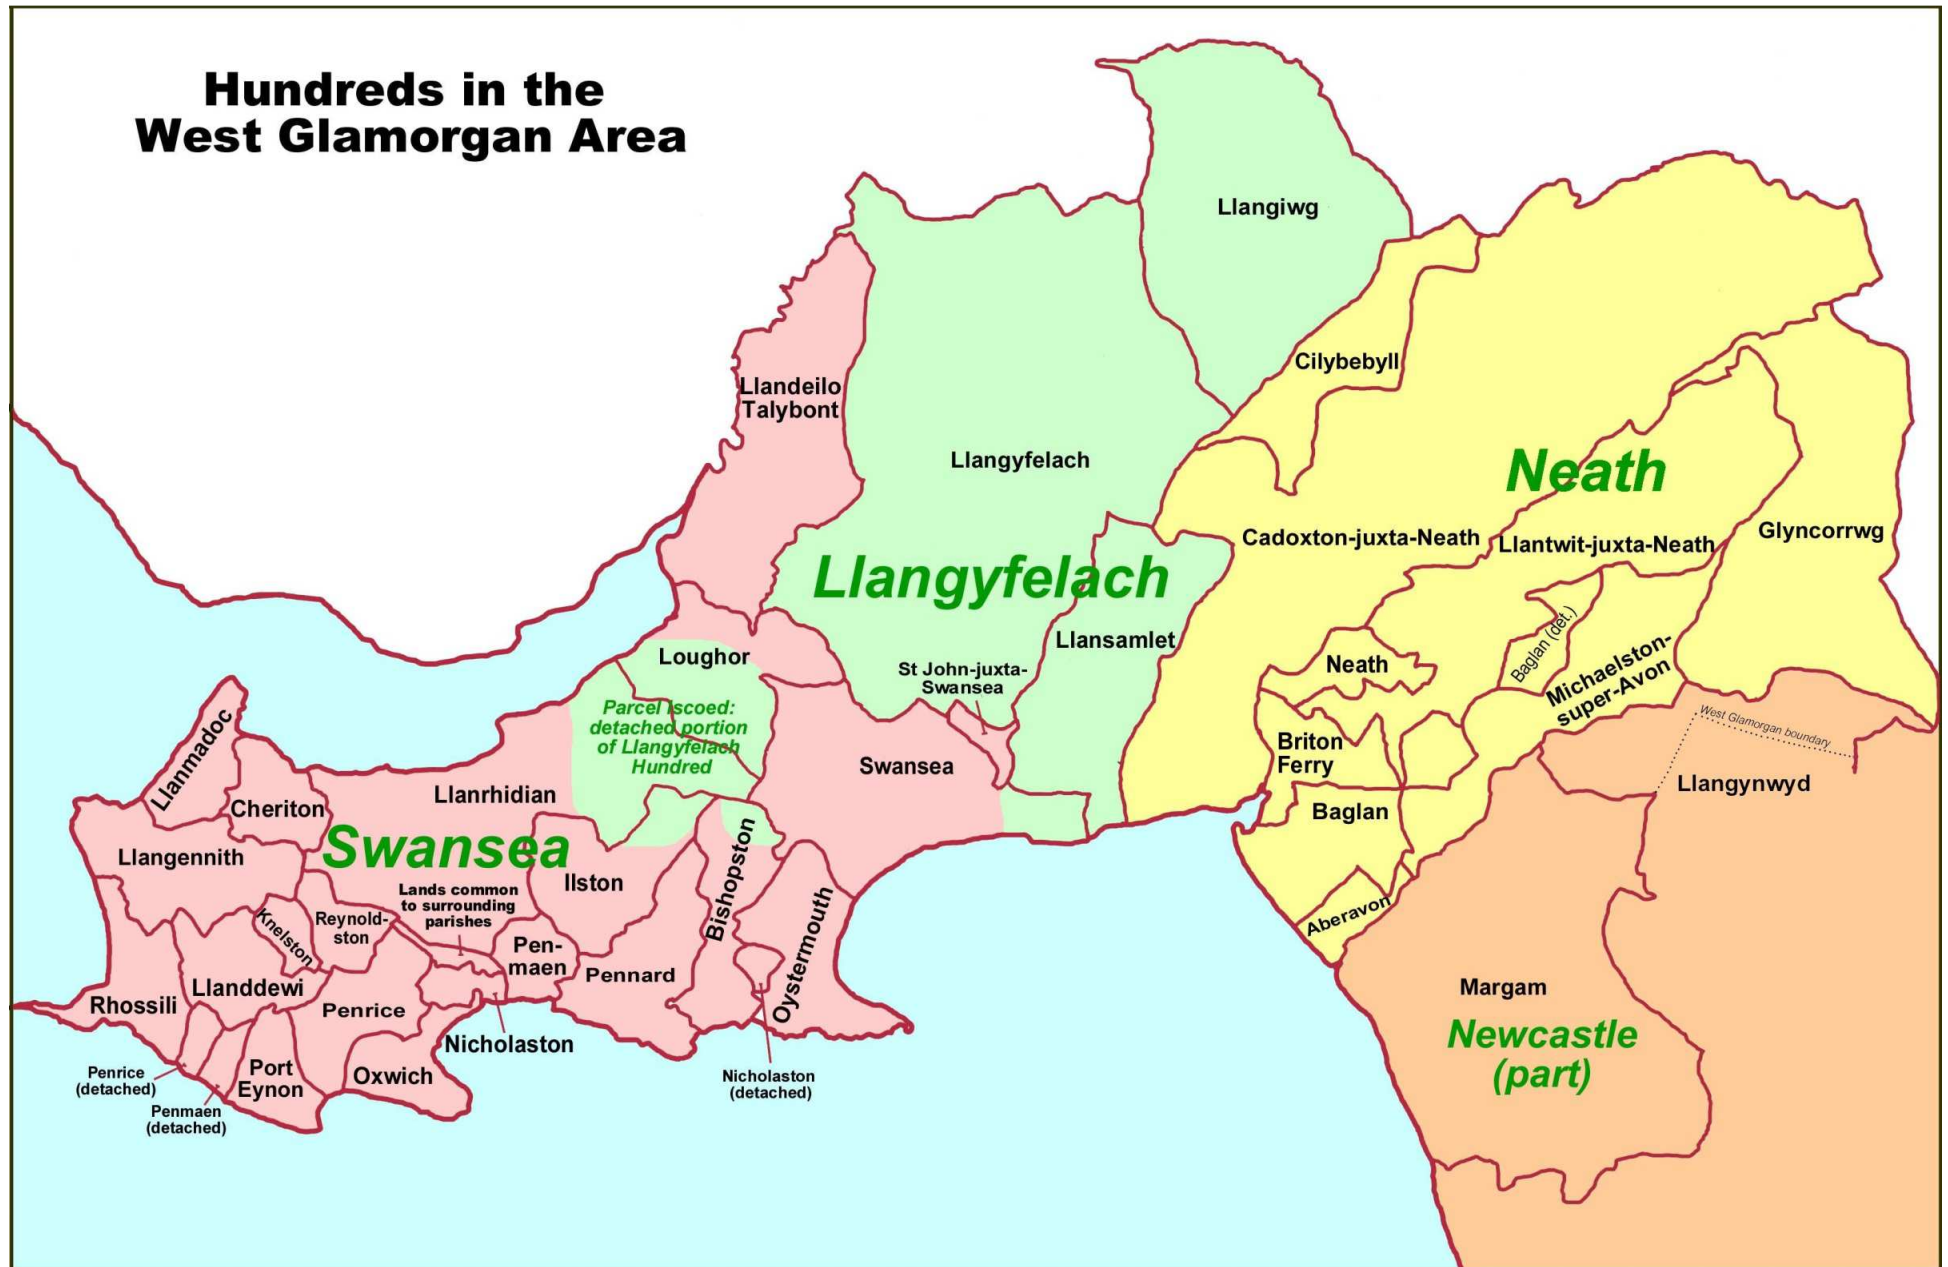 Hundreds in the
West Glamorgan Area
Llangiwg
Cilybebyll
Llandeilo
Talybont
Llangyfelach
Neath
Cadoxton-juxta-Neath
Llantwit-juxta-Neath
Glyncorrwg
Llangyfelach
Llansamlet
St John-juxta-
Swansea
Loughor
Neath
Baglan (det.)
Michaelston-
super-Avon
Parcel Iscoed:
detached portion
of Llangyfelach
Hundred
West Glamorgan boundary
Llanmadoc
Cheriton
Llanrhidian
Swansea
Briton
Ferry
Llangynwyd
Baglan
Llangennith
Swansea
Ilston
Bishopston
Lands common
to surrounding
parishes
Knelston
Reynold-
ston
Oystermouth
Aberavon
Pen-
maen
Pennard
Llanddewi
Rhossili
Penrice
Margam
Newcastle
(part)
Nicholaston
Port
Eynon
Oxwich
Penrice
(detached)
Penmaen
(detached)
Nicholaston
(detached)